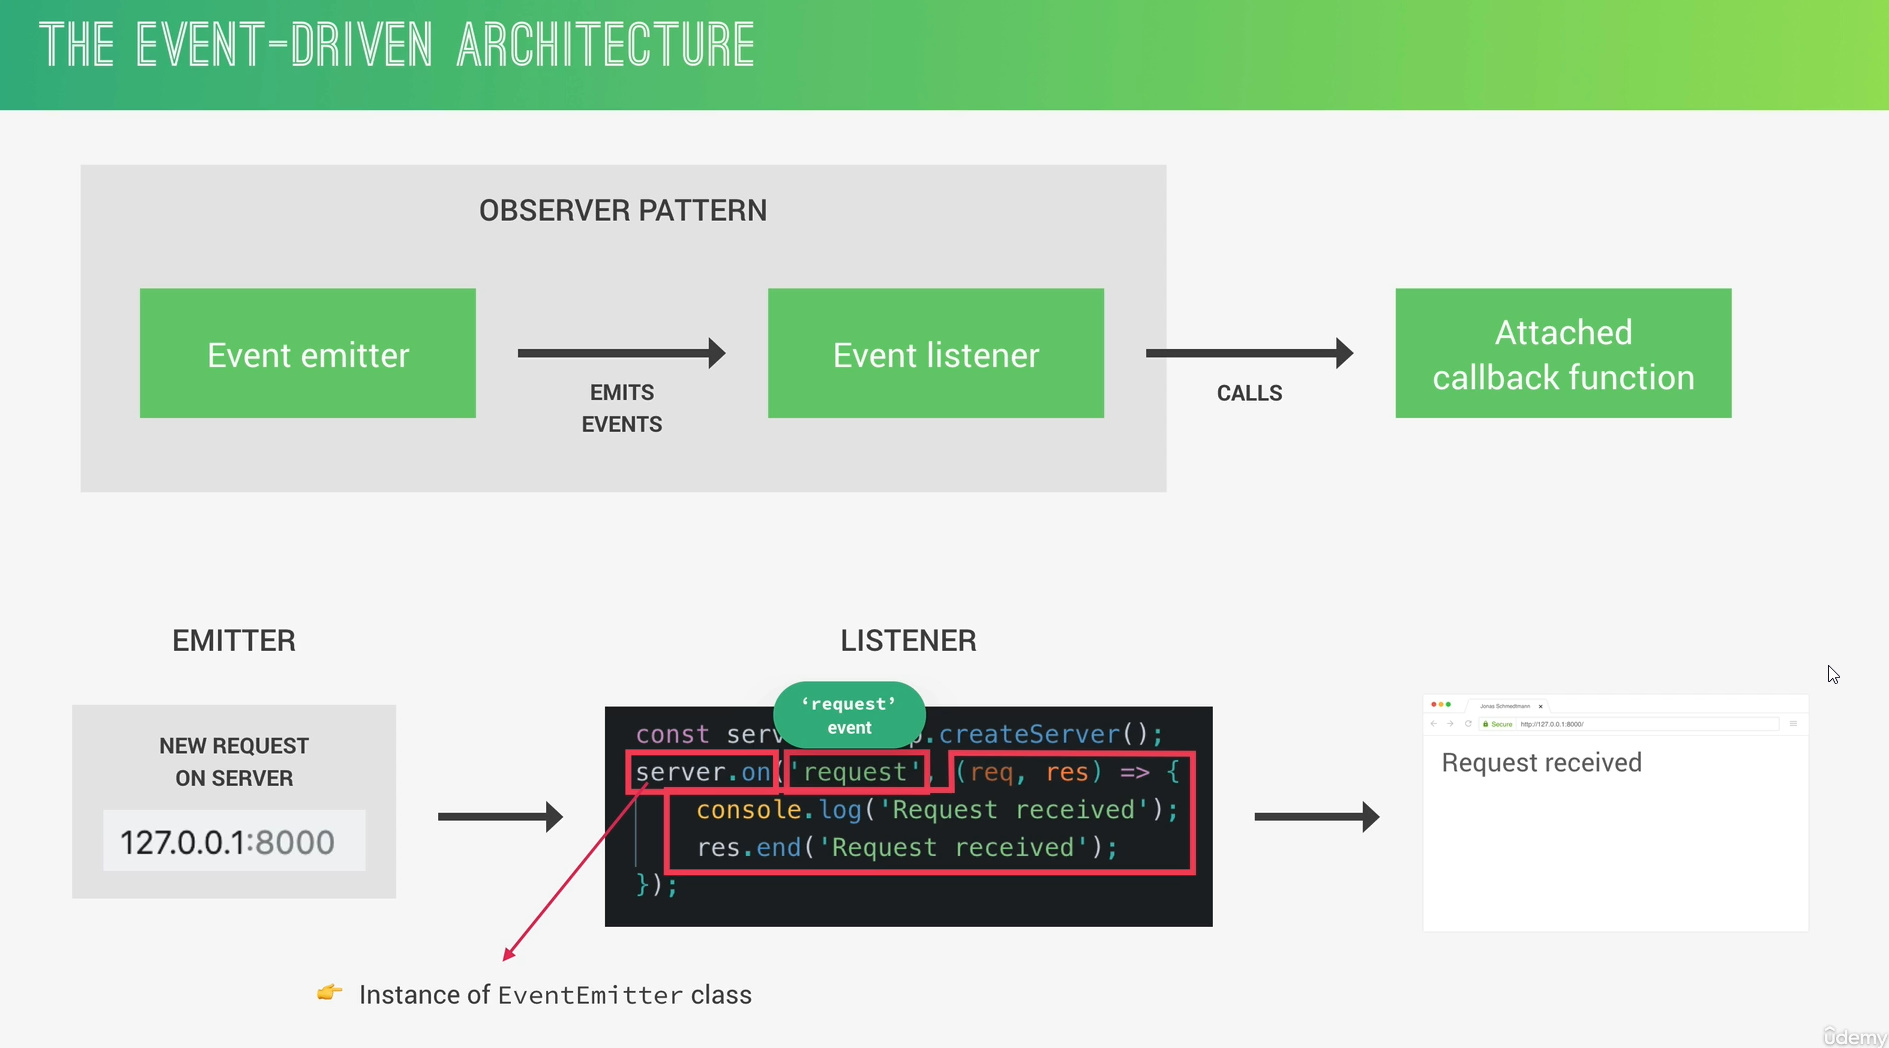 THE EVENT-DRIVEN ARCHITECTURE
OBSERVER PATTERN
Event emitter
EMITS
EVENTS
Event listener
CALLS
Attached
callback function
EMITTER
NEW REQUEST
ON SERVER
127.0.0.1:8000
LISTENER
‘request’
event
const serv p.createServer();
server.on('request', (req, res) => {
console.log('Request received');
res.end('Request received');
});
Instance of EventEmitter class
Jonas Schmedtmann
Secure http://127.0.0.1:8000/
Request received
ûdemy